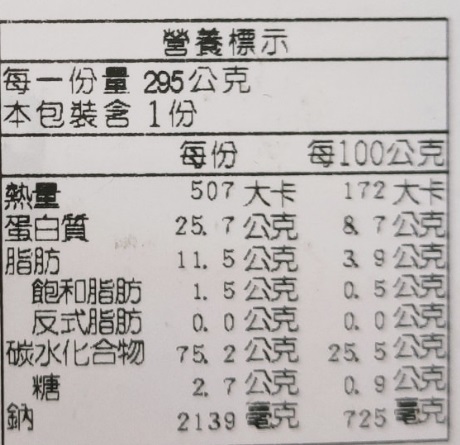 營養標示
每一份量 295公克
本包裝含 1份
每份 每100公克
熱量 507 大卡 172 大卡
蛋白質 25.7 公克 8.7 公克
脂肪 11.5 公克 3.9 公克
飽和脂肪 1.5 公克 0.5 公克
反式脂肪 0.0 公克 0.0 公克
碳水化合物 75.2 公克 25.5 公克
糖 2.7 公克 0.9 公克
鈉 2139 毫克 725 毫克